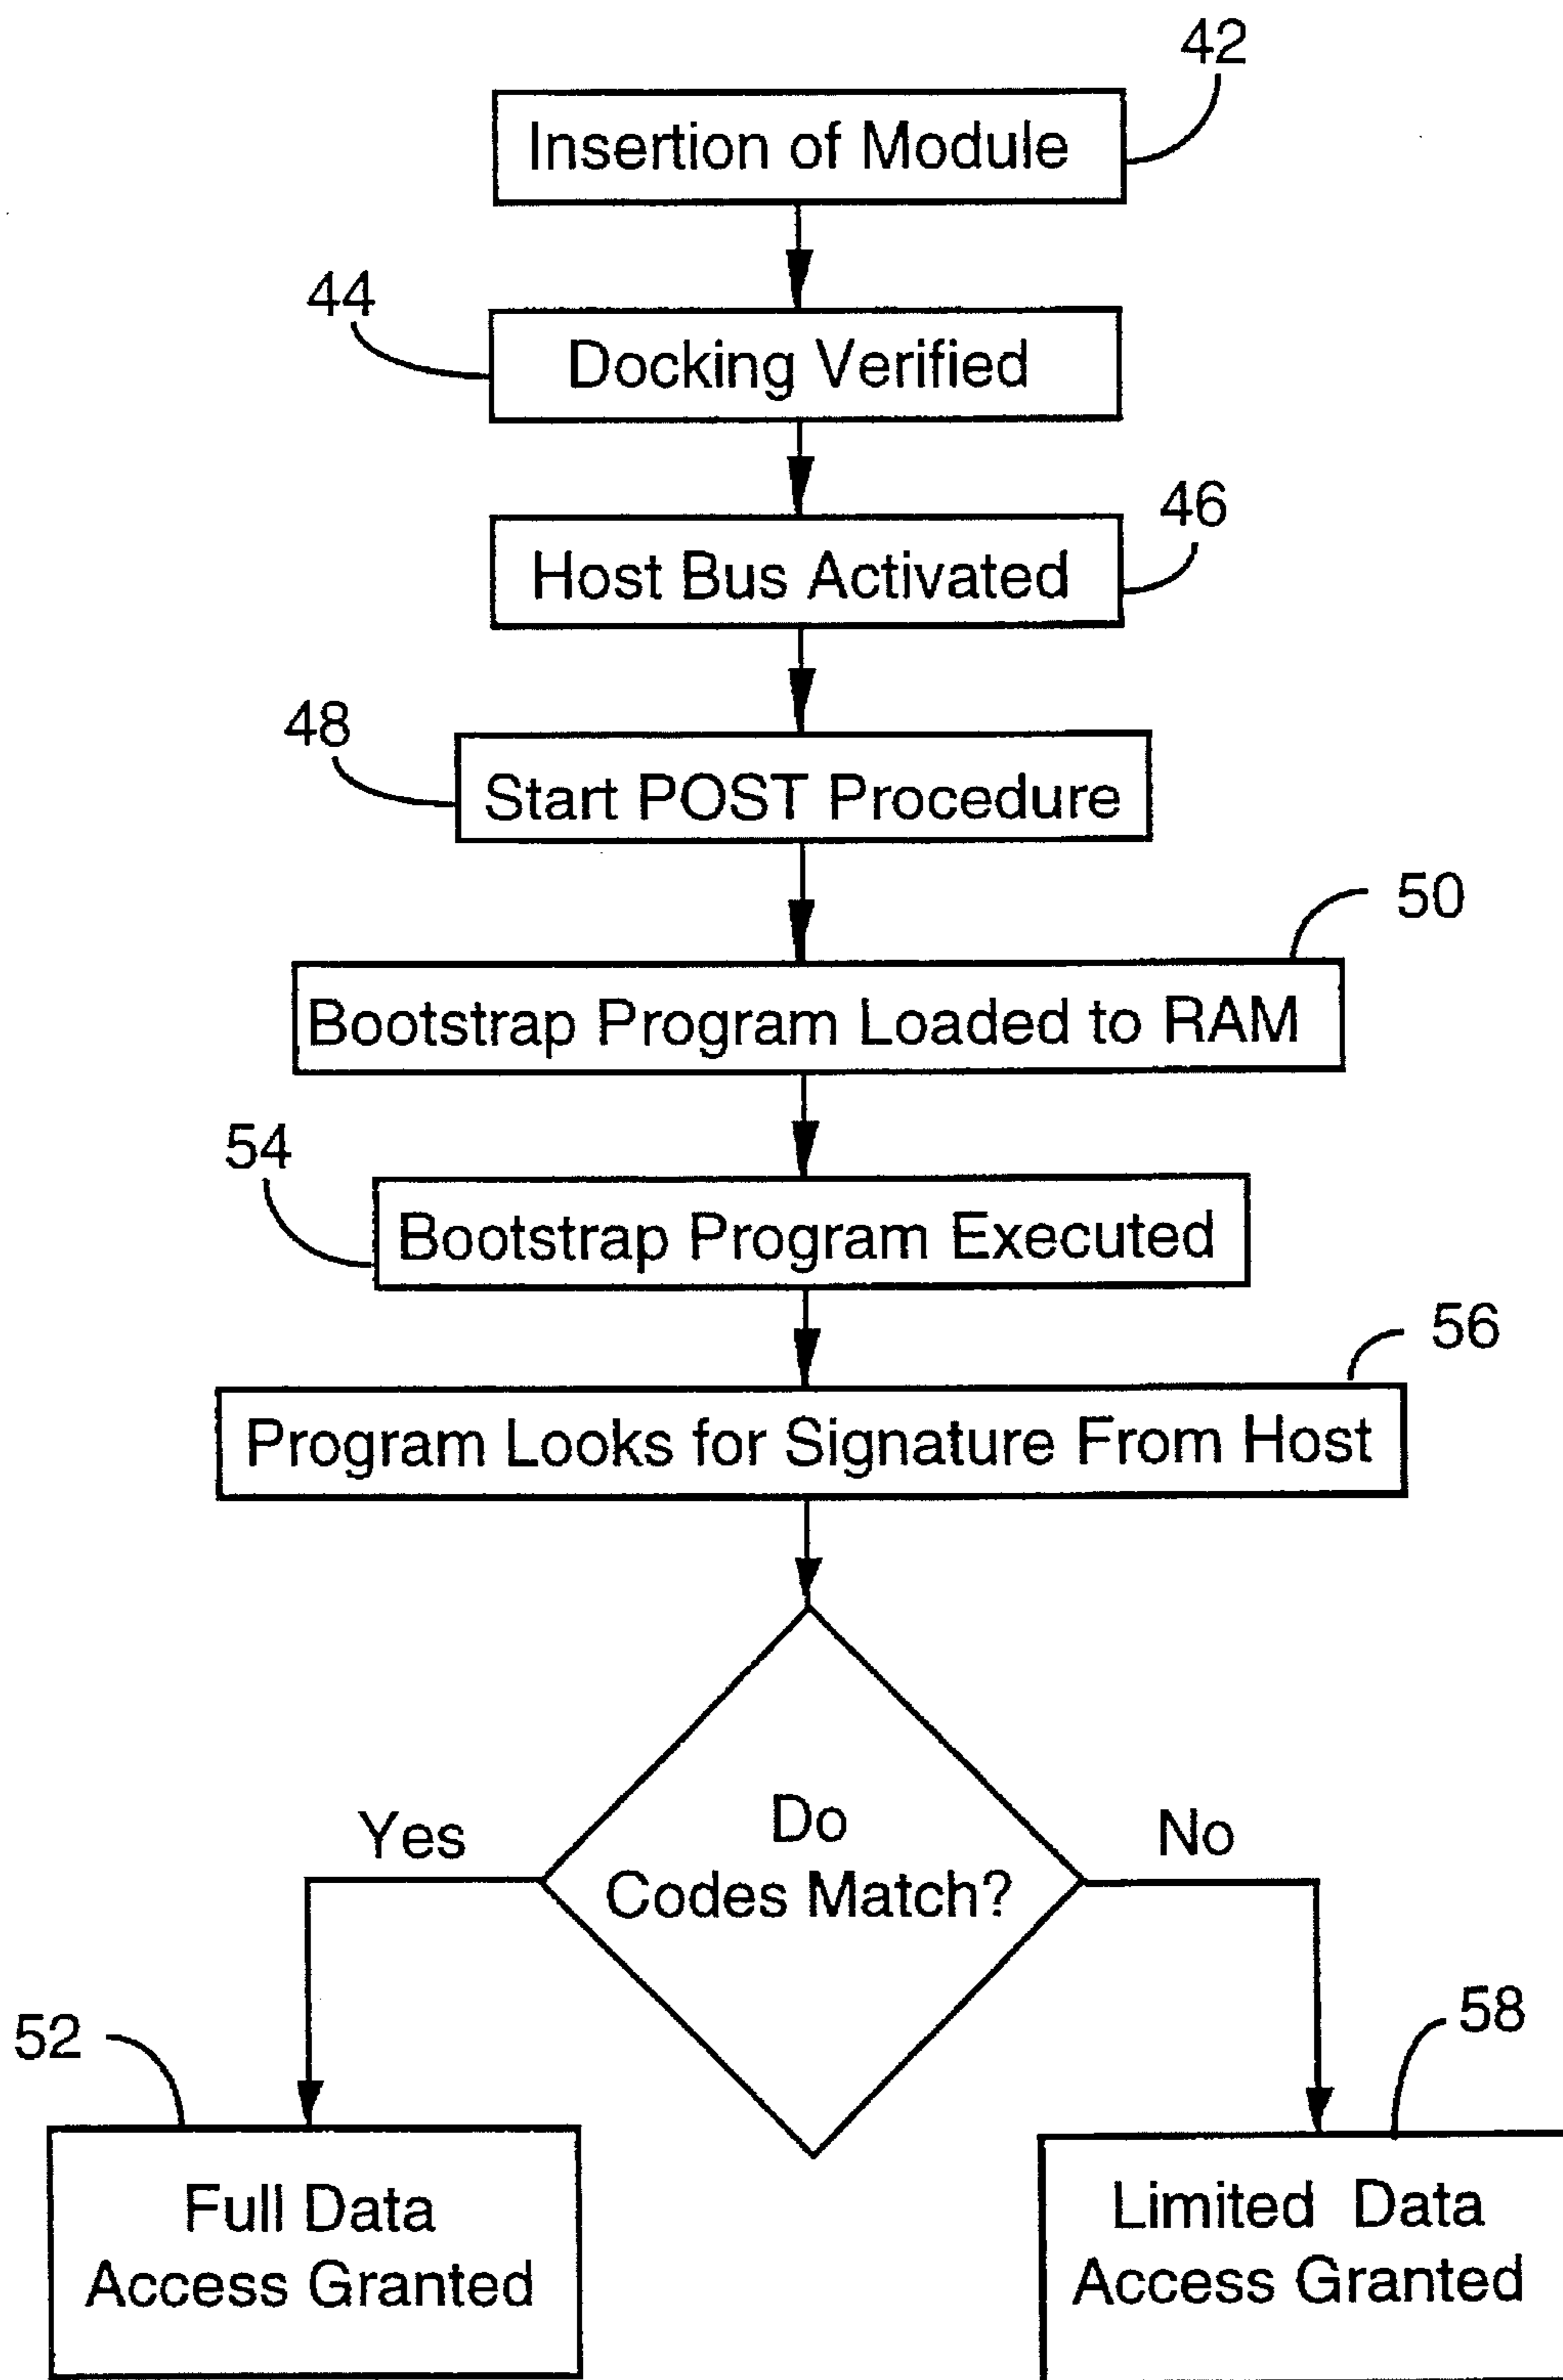 42
Insertion of Module
44
Docking Verified
46
Host Bus Activated
48
Start POST Procedure
50
Bootstrap Program Loaded to RAM
54
Bootstrap Program Executed
56
Program Looks for Signature From Host
Do
Codes Match?
Yes
No
52
58
Full Data
Access Granted
Limited Data
Access Granted